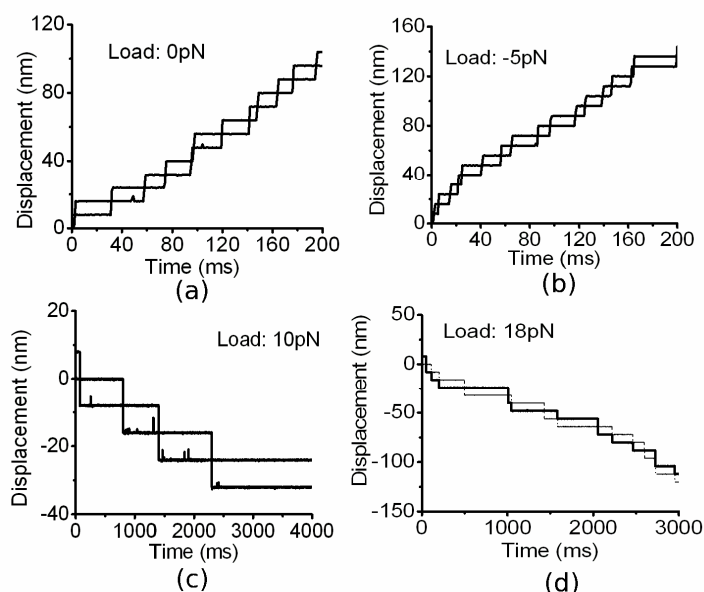 120
80
40
0
Displacement (nm)
Load: 0pN
0 40 80 120 160 200
Time (ms)
(a)
160
120
80
40
0
Displacement (nm)
Load: -5pN
0 40 80 120 160 200
Time (ms)
(b)
20
0
-20
-40
Displacement (nm)
Load: 10pN
0 1000 2000 3000 4000
Time (ms)
(c)
50
0
-50
-100
-150
Displacement (nm)
Load: 18pN
0 1000 2000 3000
Time (ms)
(d)